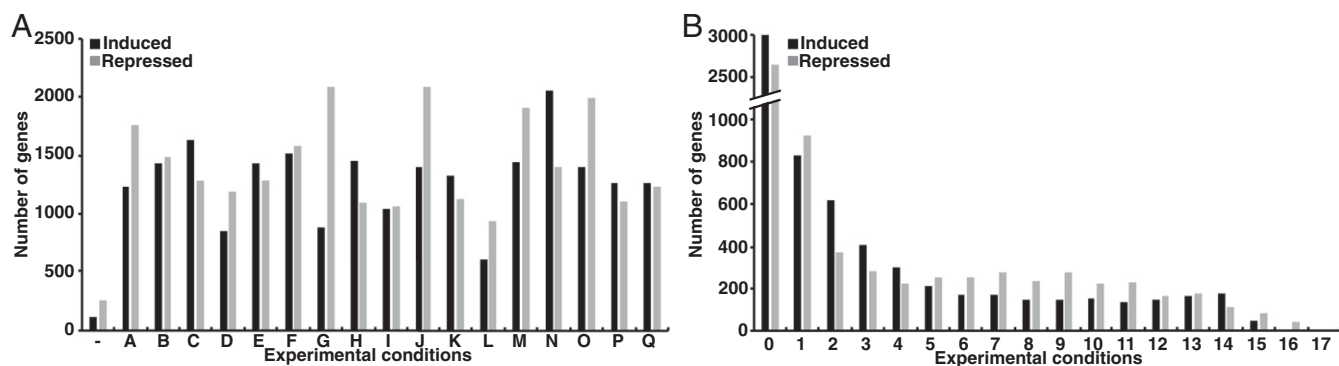 A
2500
2000
1500
1000
500
0
Number of genes
Induced
Repressed
- A B C D E F G H I J K L M N O P Q
Experimental conditions
B
3000
2500
1000
800
600
400
200
0
Number of genes
Induced
Repressed
0 1 2 3 4 5 6 7 8 9 10 11 12 13 14 15 16 17
Experimental conditions